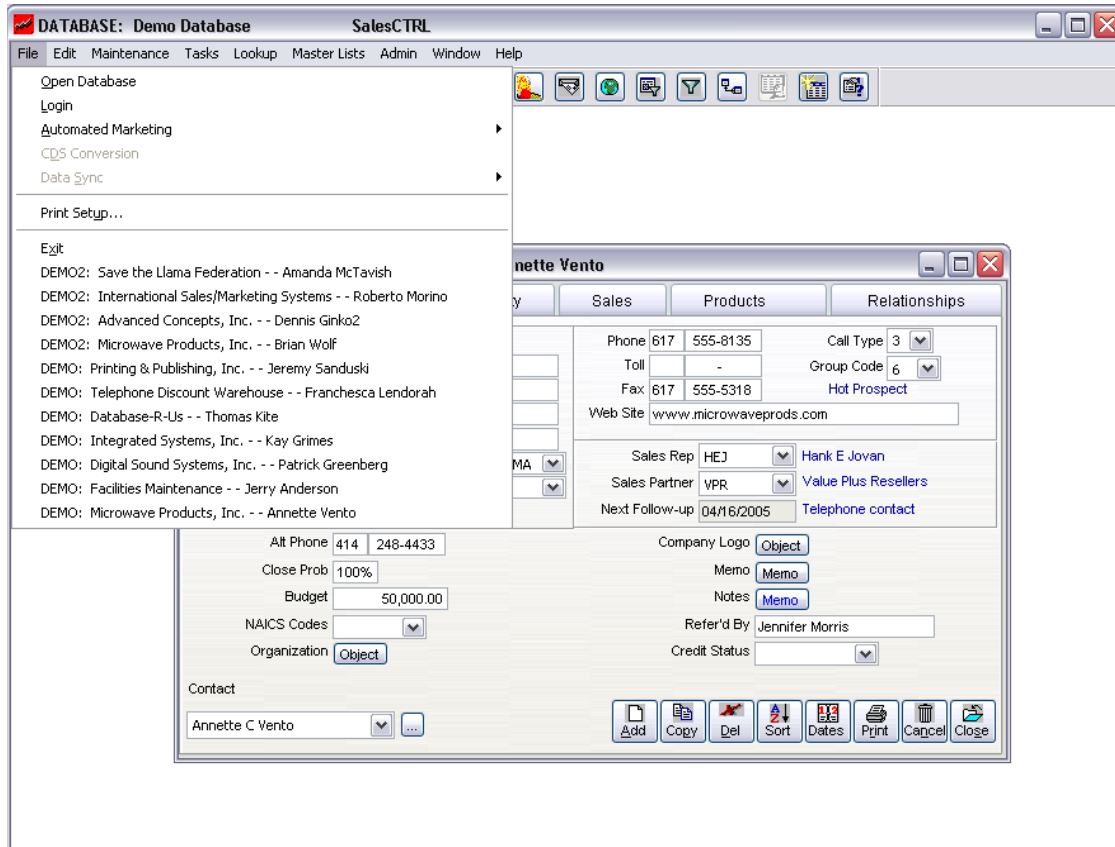 DATABASE: Demo Database SalesCTRL
File Edit Maintenance Tasks Lookup Master Lists Admin Window Help
Open Database
Login
Automated Marketing
CDS Conversion
Data Sync
Print Setup...
Exit
DEMO2: Save the Llama Federation - - Amanda McTavish
DEMO2: International Sales/Marketing Systems - - Roberto Morino
DEMO2: Advanced Concepts, Inc. - - Dennis Ginko2
DEMO2: Microwave Products, Inc. - - Brian Wolf
DEMO: Printing & Publishing, Inc. - - Jeremy Sanduski
DEMO: Telephone Discount Warehouse - - Franchesca Lendorah
DEMO: Database-R-Us - - Thomas Kite
DEMO: Integrated Systems, Inc. - - Kay Grimes
DEMO: Digital Sound Systems, Inc. - - Patrick Greenberg
DEMO: Facilities Maintenance - - Jerry Anderson
DEMO: Microwave Products, Inc. - - Annette Vento
nette Vento
y Sales Products Relationships
Phone 617 555-8135 Call Type 3
Toll - Group Code 6
Fax 617 555-5318 Hot Prospect
Web Site www.microwaveprods.com
MA
Sales Rep HEJ Hank E Jovan
Sales Partner VPR Value Plus Resellers
Next Follow-up 04/16/2005 Telephone contact
Alt Phone 414 248-4433 Company Logo Object
Close Prob 100% Memo Memo
Budget 50,000.00 Notes Memo
NAICS Codes Refer'd By Jennifer Morris
Organization Object Credit Status
Contact
Annette C Vento ...
Add Copy Del Sort Dates Print Cancel Close